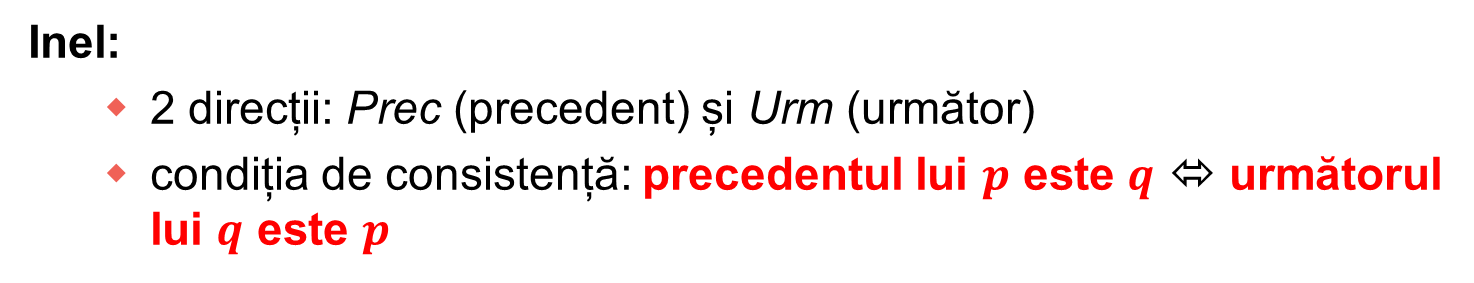 Inel:
◆ 2 direcții: Prec (precedent) și Urm (următor)
◆ condiția de consistență: precedentul lui p este q ⇔ următorul
lui q este p